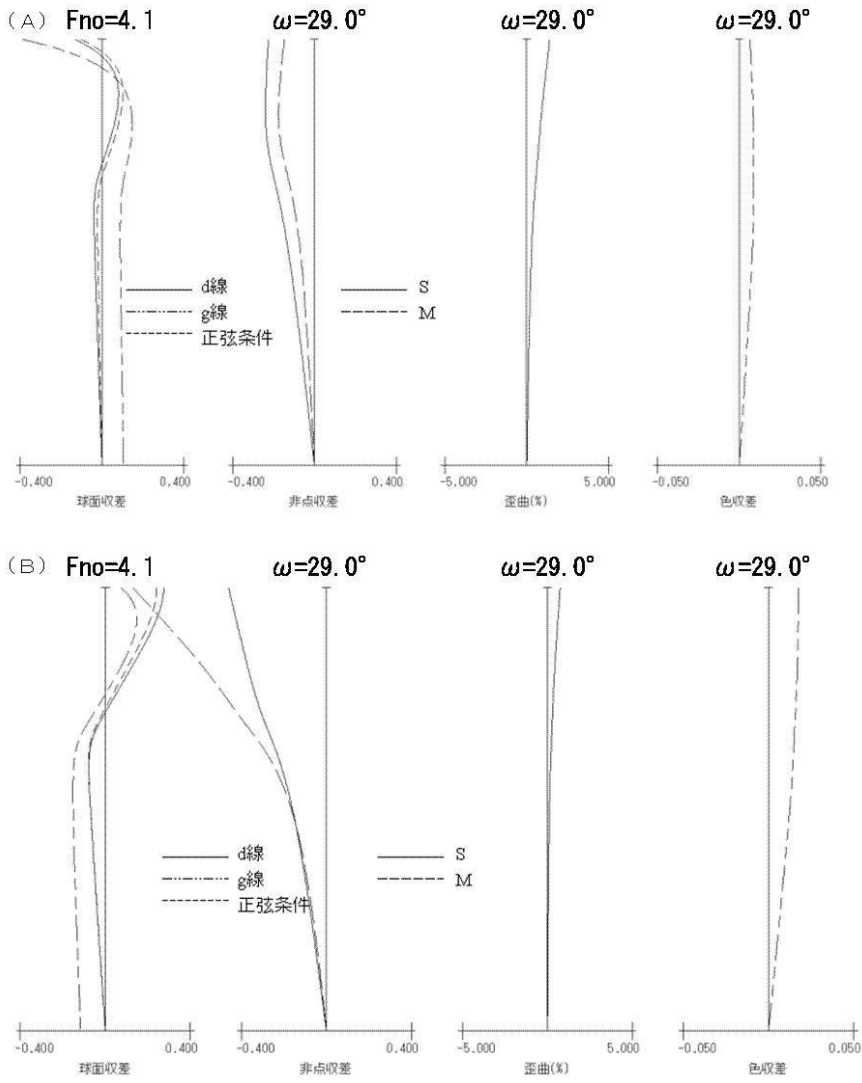 (A) Fno=4.1 ω=29.0° ω=29.0° ω=29.0°
d線 S
g線 M
正弦条件
-0.400 0.400 -0.400 0.400 -5.000 5.000 -0.050 0.050
球面収差 非点収差 歪曲(%) 色収差
(B) Fno=4.1 ω=29.0° ω=29.0° ω=29.0°
d線 S
g線 M
正弦条件
-0.400 0.400 -0.400 0.400 -5.000 5.000 -0.050 0.050
球面収差 非点収差 歪曲(%) 色収差